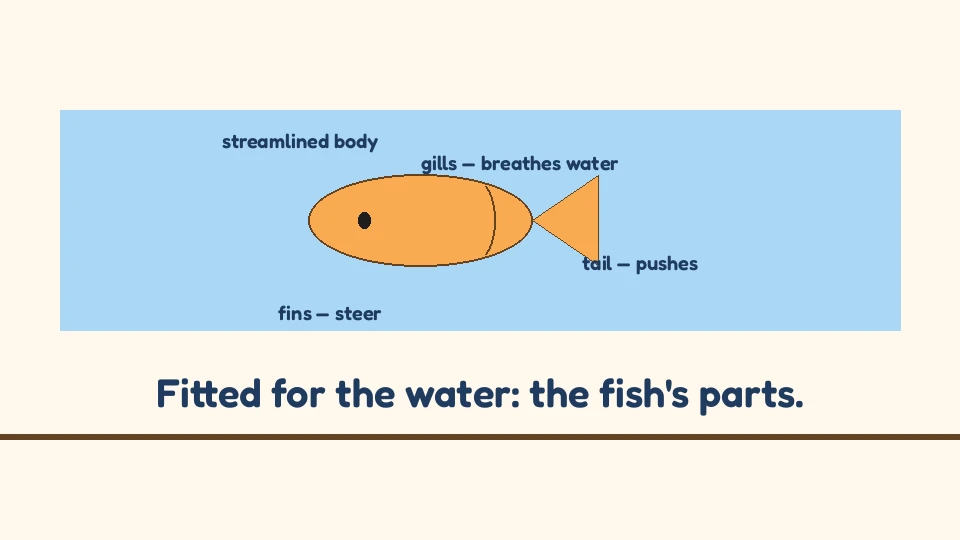 streamlined body
gills — breathes water
tail — pushes
fins — steer
Fitted for the water: the fish's parts.